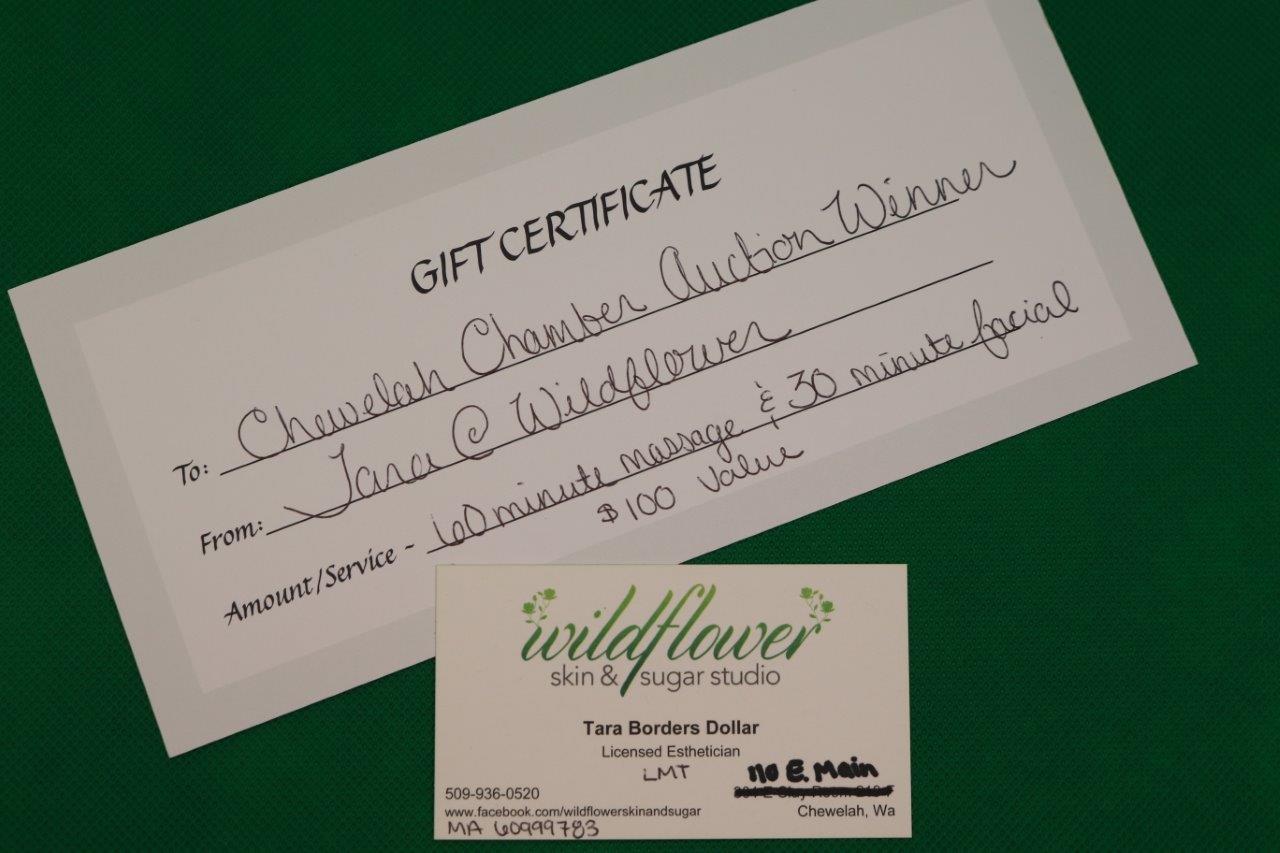 GIFT CERTIFICATE
To: Chewelah Chamber Auction Winner
From: Tara @ Wildflower
Amount/Service - 60 minute massage & 30 minute facial
$100 value
wildflower
skin & sugar studio
Tara Borders Dollar
Licensed Esthetician
LMT
110 E. Main
509-936-0520
www.facebook.com/wildflowerskinandsugar
Chewelah, Wa
MA 60999783